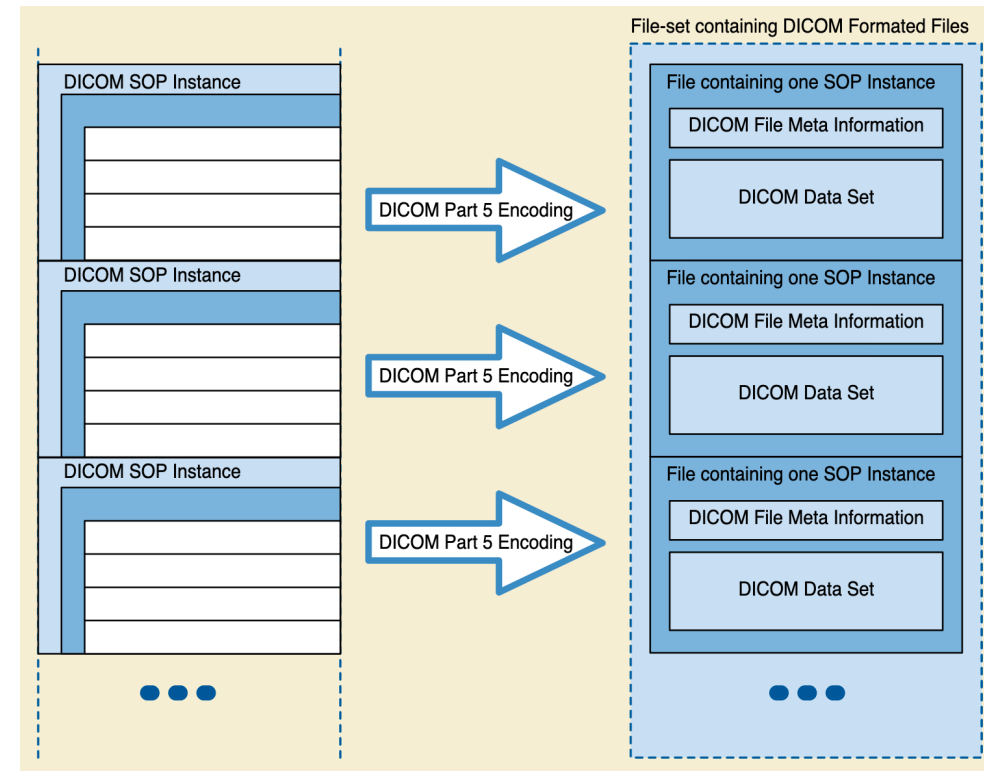 File-set containing DICOM Formated Files
DICOM SOP Instance
DICOM Part 5 Encoding
File containing one SOP Instance
DICOM File Meta Information
DICOM Data Set
DICOM SOP Instance
DICOM Part 5 Encoding
File containing one SOP Instance
DICOM File Meta Information
DICOM Data Set
DICOM SOP Instance
DICOM Part 5 Encoding
File containing one SOP Instance
DICOM File Meta Information
DICOM Data Set